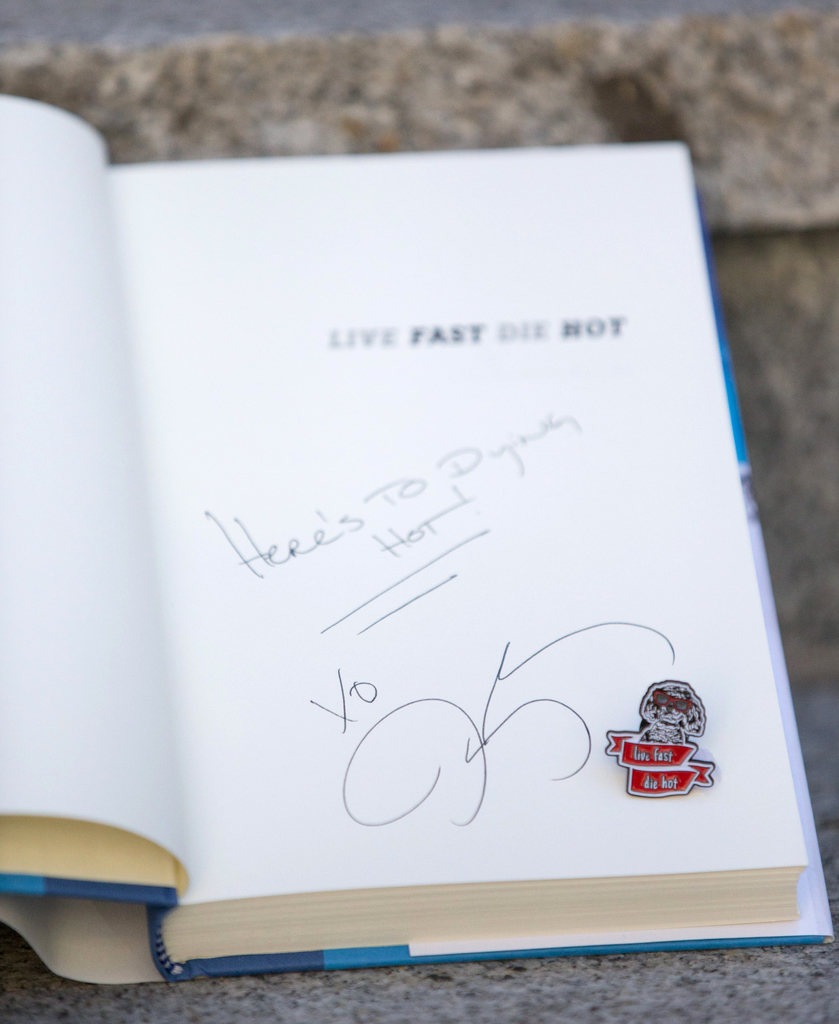 LIVE FAST DIE HOT
Here's To Dying
Hot!
XO
live fast
die hot